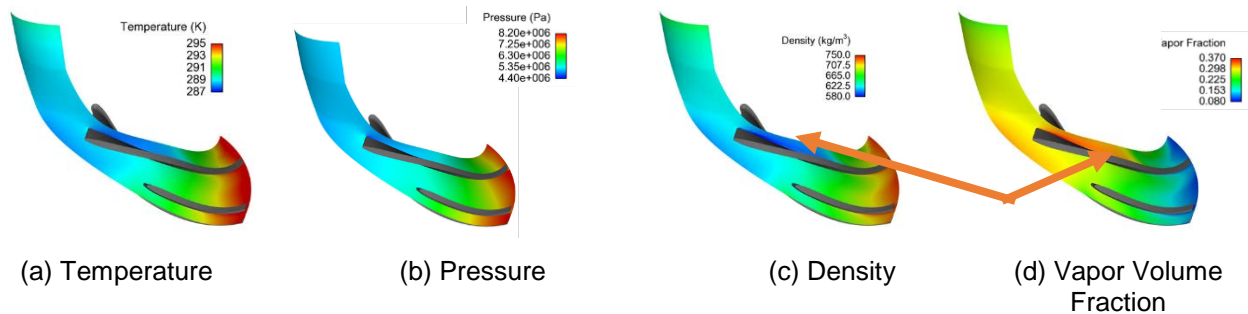 Temperature (K)
295
293
291
289
287
Pressure (Pa)
8.20e+006
7.25e+006
6.30e+006
5.35e+006
4.40e+006
Density (kg/m³)
750.0
707.5
665.0
622.5
580.0
apor Fraction
0.370
0.298
0.225
0.153
0.080
(a) Temperature
(b) Pressure
(c) Density
(d) Vapor Volume
Fraction